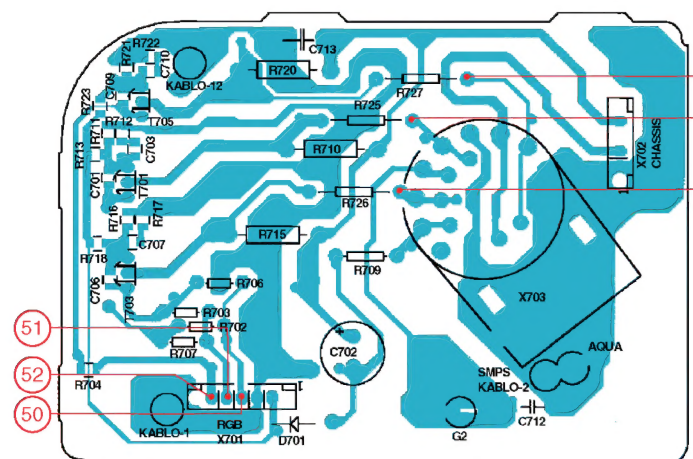 R722
R721
C710
C709
KABLO-12
R720
C713
R727
R723
T705
R725
R711
R712
R713
C703
R710
X702
CHASSIS
1
C701
T701
R726
R716
R717
R715
C707
R718
R709
C706
T703
R706
X703
R703
R702
51
R707
C702
+
AQUA
SMPS
KABLO-2
52
R704
1
KABLO-1
RGB
X701
D701
G2
C712
50